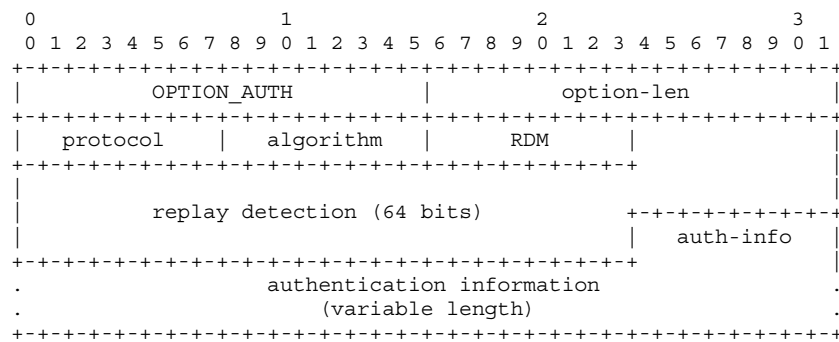 0                   1                   2                   3
 0 1 2 3 4 5 6 7 8 9 0 1 2 3 4 5 6 7 8 9 0 1 2 3 4 5 6 7 8 9 0 1
+-+-+-+-+-+-+-+-+-+-+-+-+-+-+-+-+-+-+-+-+-+-+-+-+-+-+-+-+-+-+-+-+
|          OPTION_AUTH          |          option-len           |
+-+-+-+-+-+-+-+-+-+-+-+-+-+-+-+-+-+-+-+-+-+-+-+-+-+-+-+-+-+-+-+-+
|   protocol    |   algorithm   |      RDM      |               |
+-+-+-+-+-+-+-+-+-+-+-+-+-+-+-+-+-+-+-+-+-+-+-+-+               |
|                                                               |
|          replay detection (64 bits)           +-+-+-+-+-+-+-+-+
|                                               |   auth-info   |
+-+-+-+-+-+-+-+-+-+-+-+-+-+-+-+-+-+-+-+-+-+-+-+-+               |
.                   authentication information                  .
.                       (variable length)                       .
+-+-+-+-+-+-+-+-+-+-+-+-+-+-+-+-+-+-+-+-+-+-+-+-+-+-+-+-+-+-+-+-+